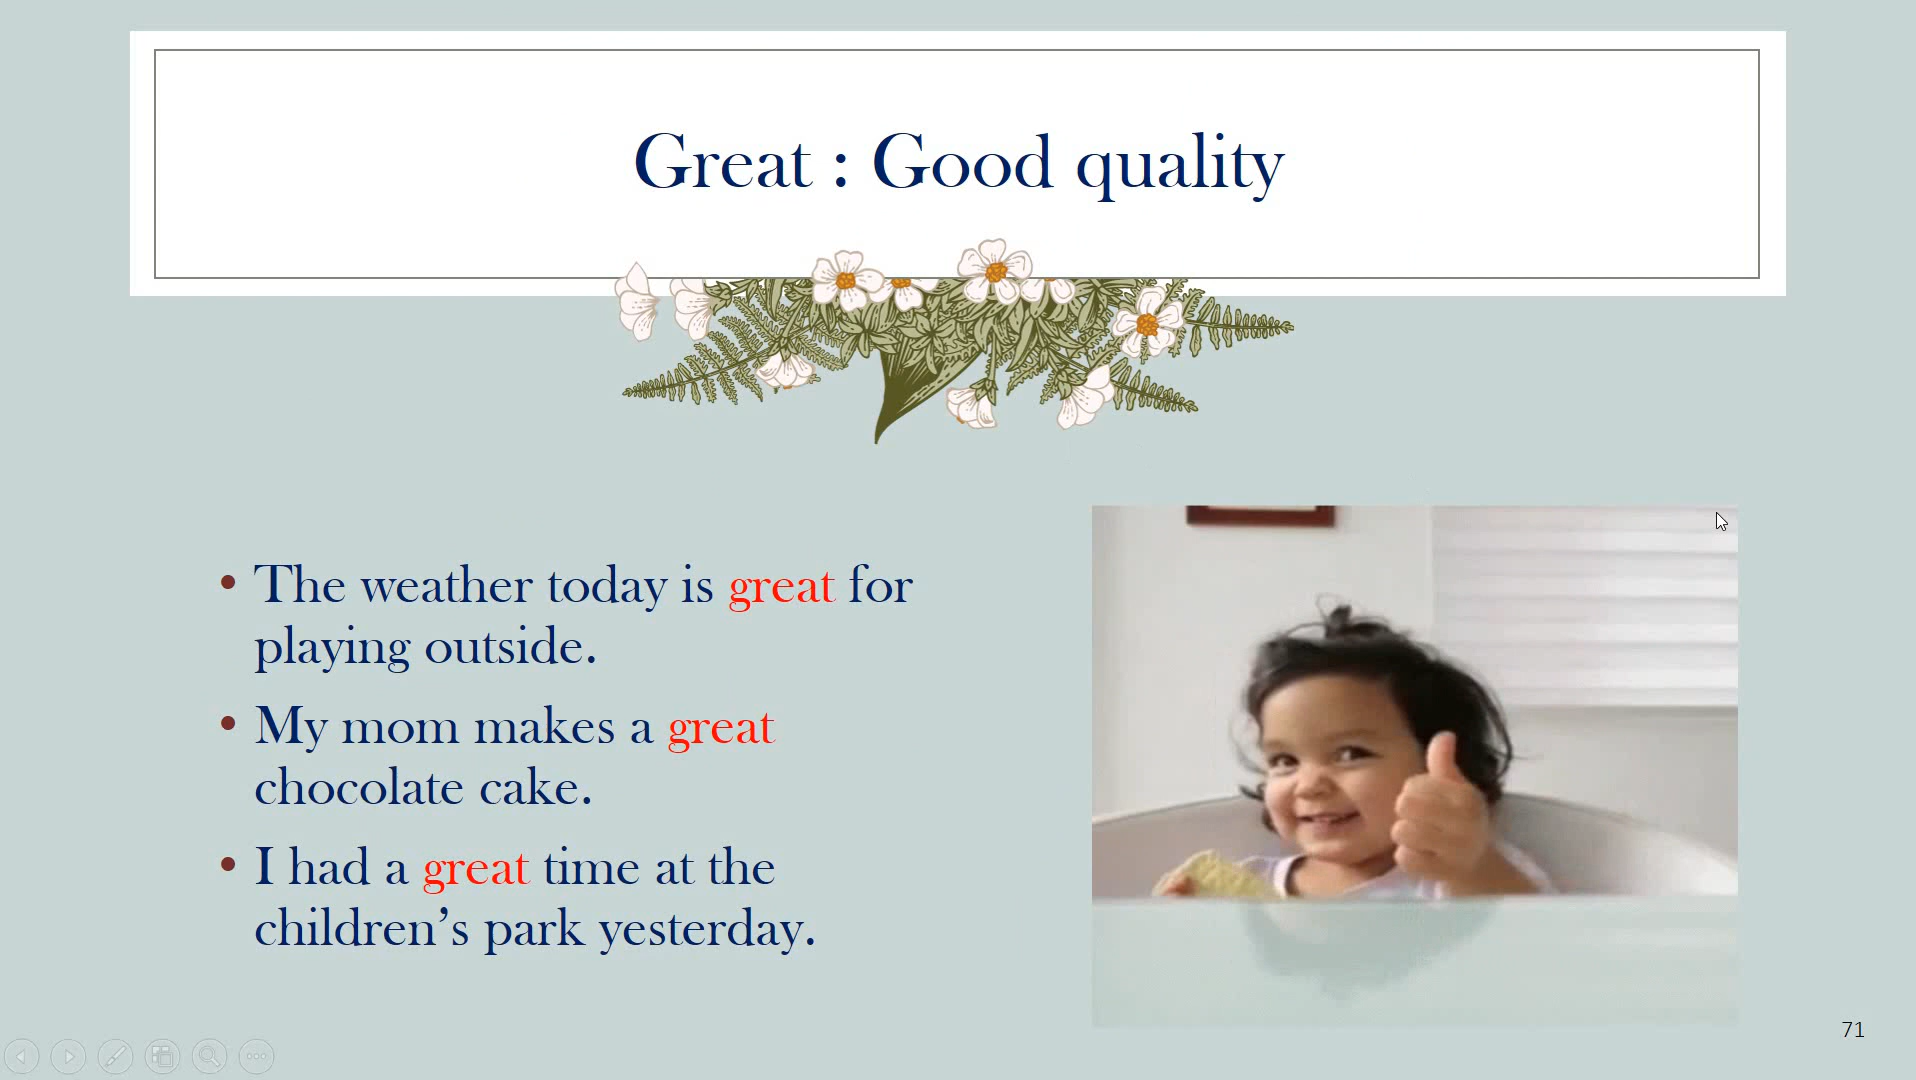 Great : Good quality
• The weather today is great for
playing outside.
• My mom makes a great
chocolate cake.
• I had a great time at the
children’s park yesterday.
71